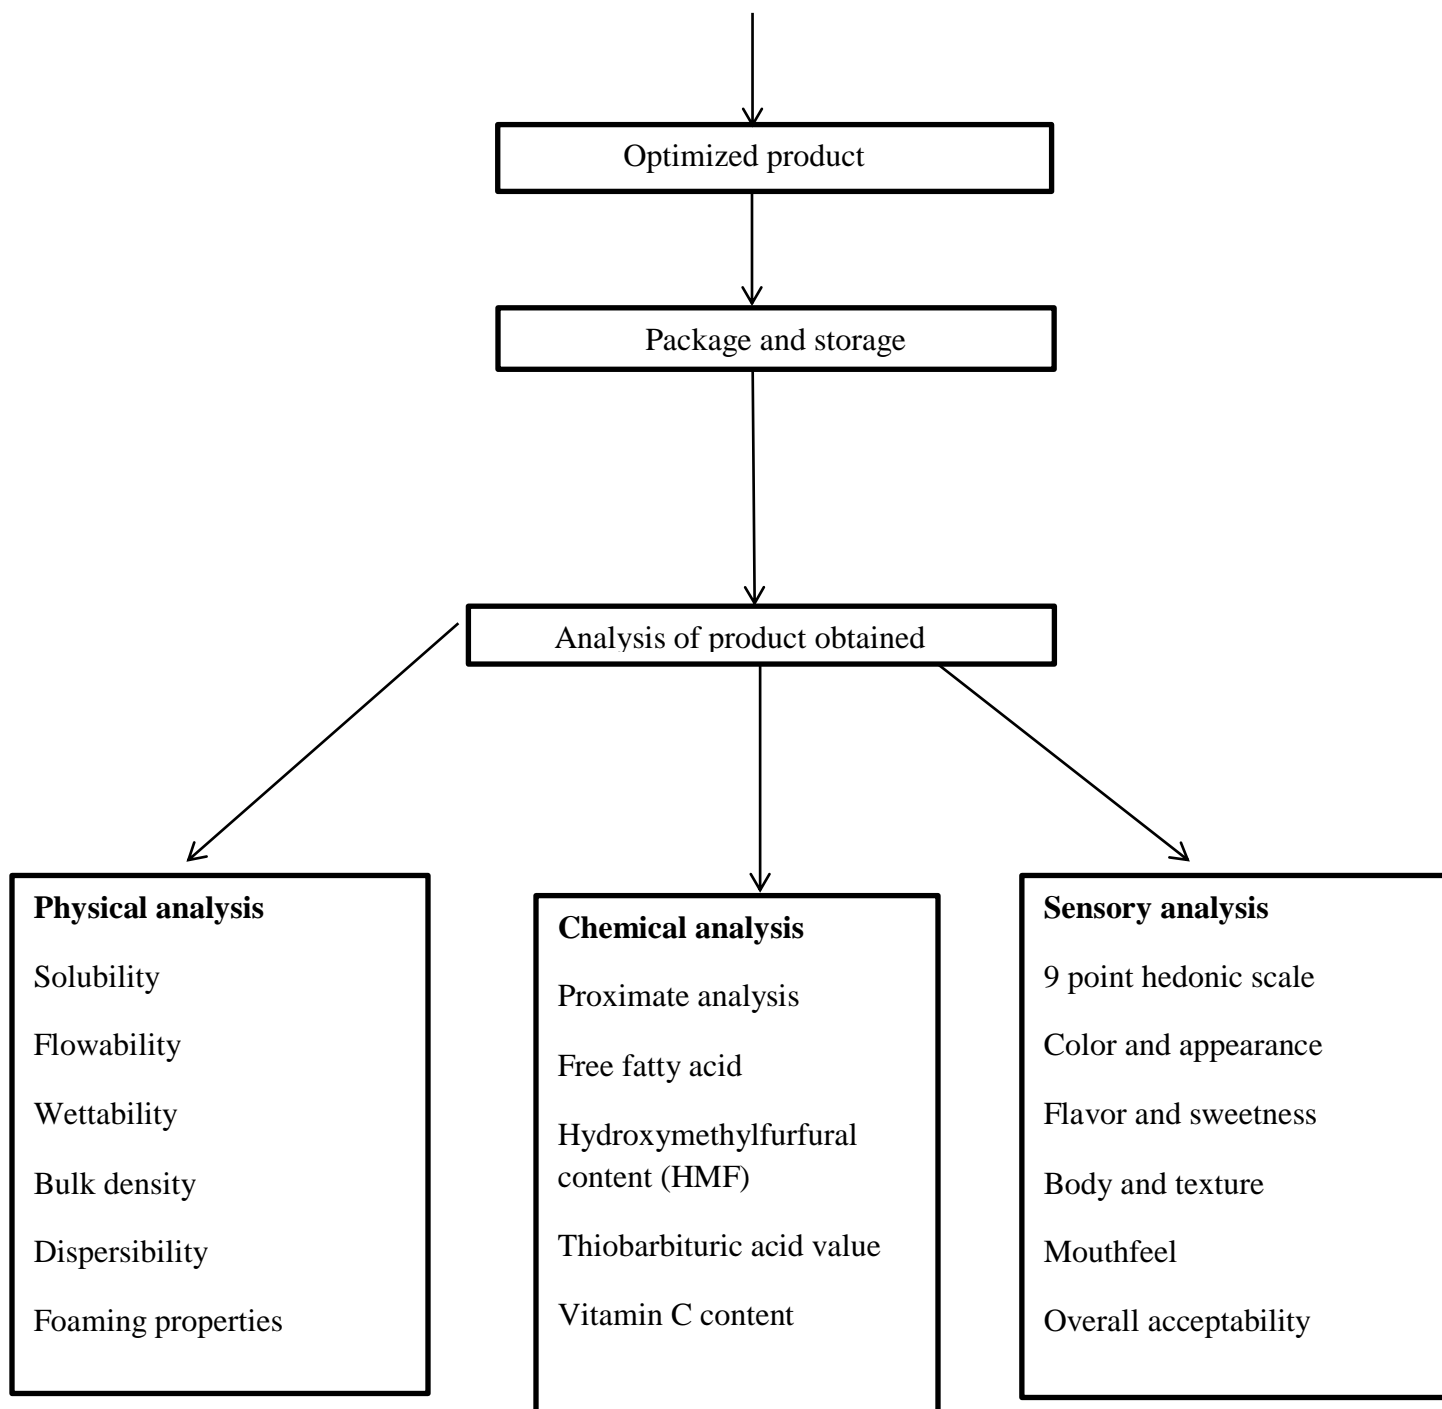 Optimized product
Package and storage
Analysis of product obtained
Physical analysis
Solubility
Flowability
Wettability
Bulk density
Dispersibility
Foaming properties
Chemical analysis
Proximate analysis
Free fatty acid
Hydroxymethylfurfural
content (HMF)
Thiobarbituric acid value
Vitamin C content
Sensory analysis
9 point hedonic scale
Color and appearance
Flavor and sweetness
Body and texture
Mouthfeel
Overall acceptability